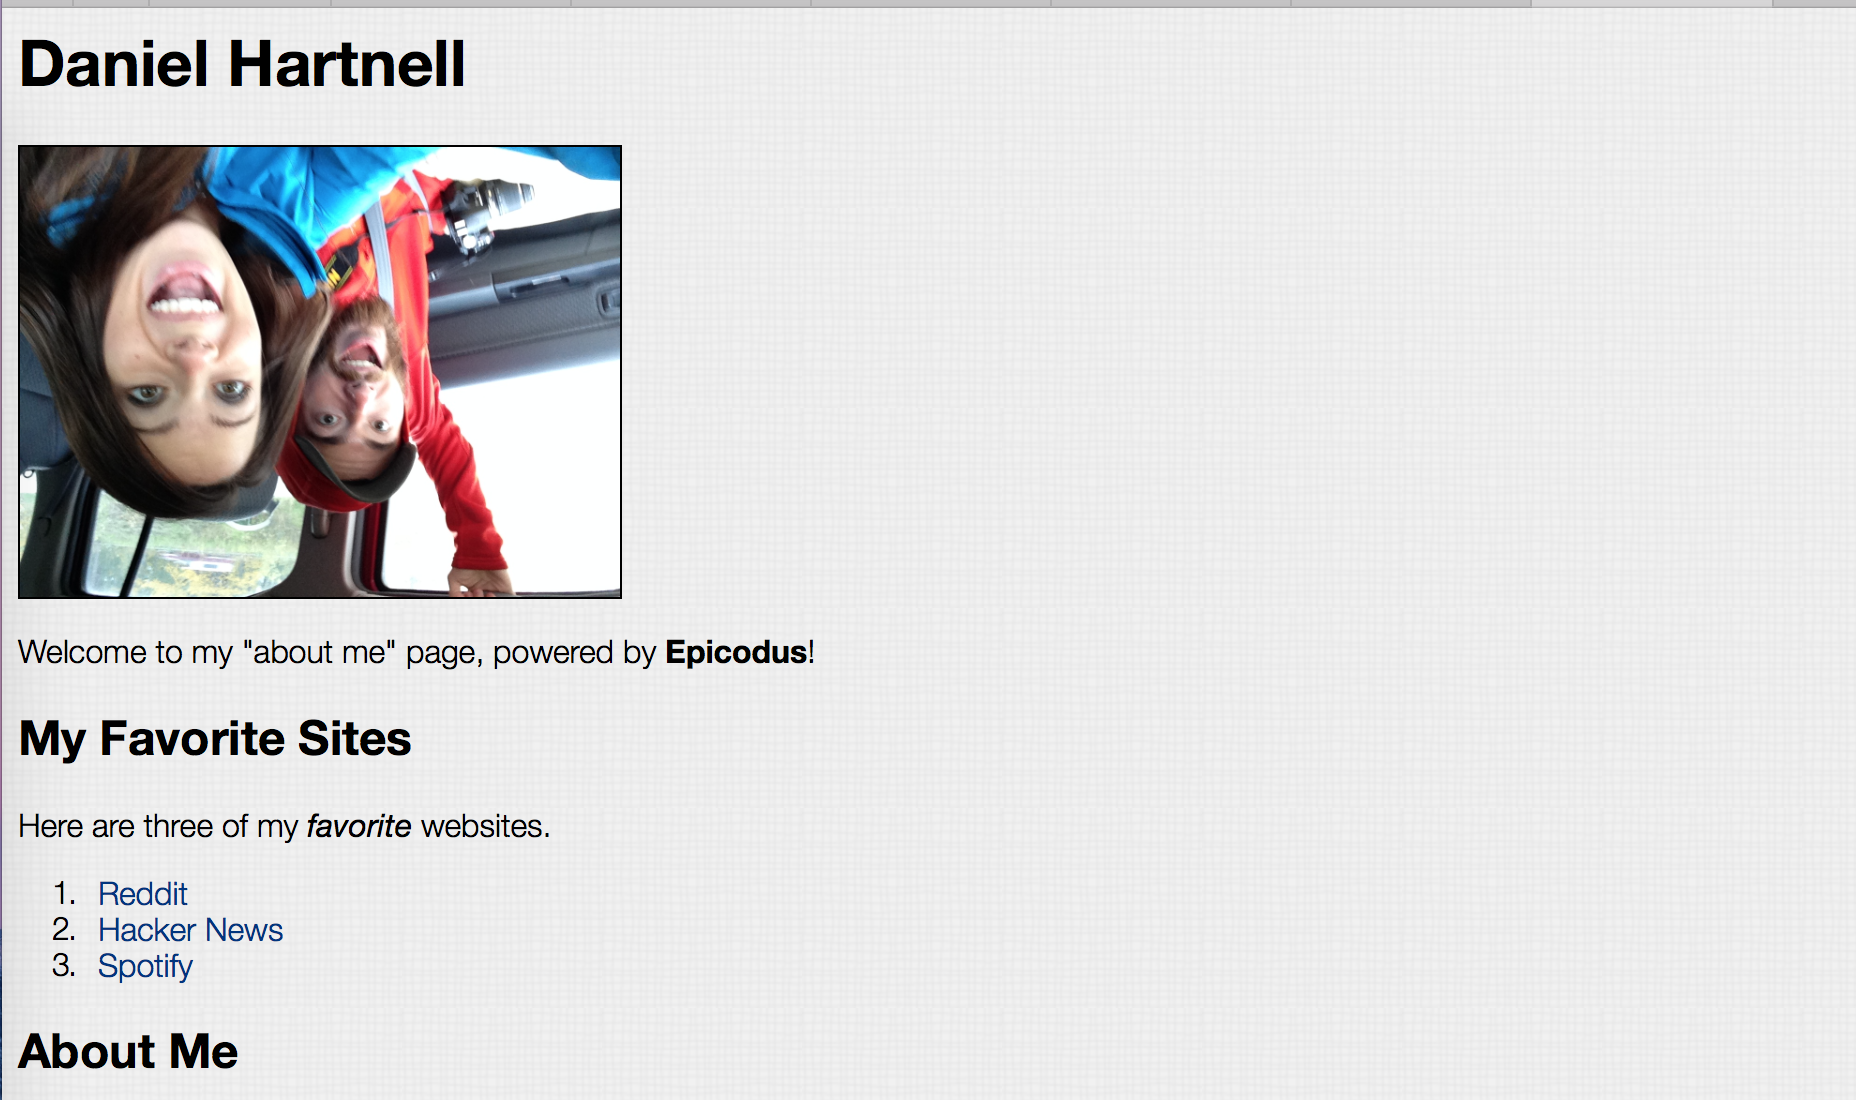 Daniel Hartnell
Welcome to my "about me" page, powered by Epicodus!
My Favorite Sites
Here are three of my favorite websites.
1. Reddit
2. Hacker News
3. Spotify
About Me